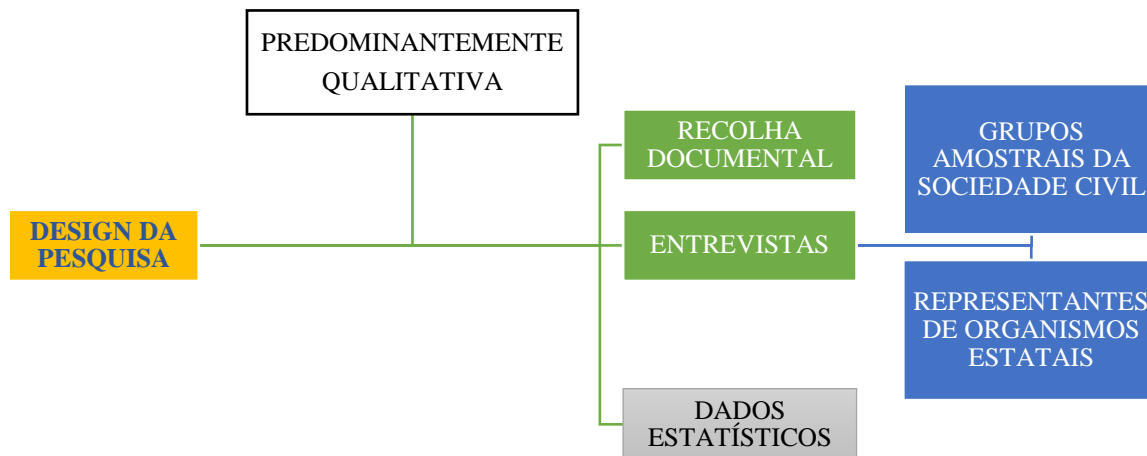 PREDOMINANTEMENTE
QUALITATIVA
DESIGN DA
PESQUISA
RECOLHA
DOCUMENTAL
ENTREVISTAS
DADOS
ESTATÍSTICOS
GRUPOS
AMOSTRAIS DA
SOCIEDADE CIVIL
REPRESENTANTES
DE ORGANISMOS
ESTATAIS